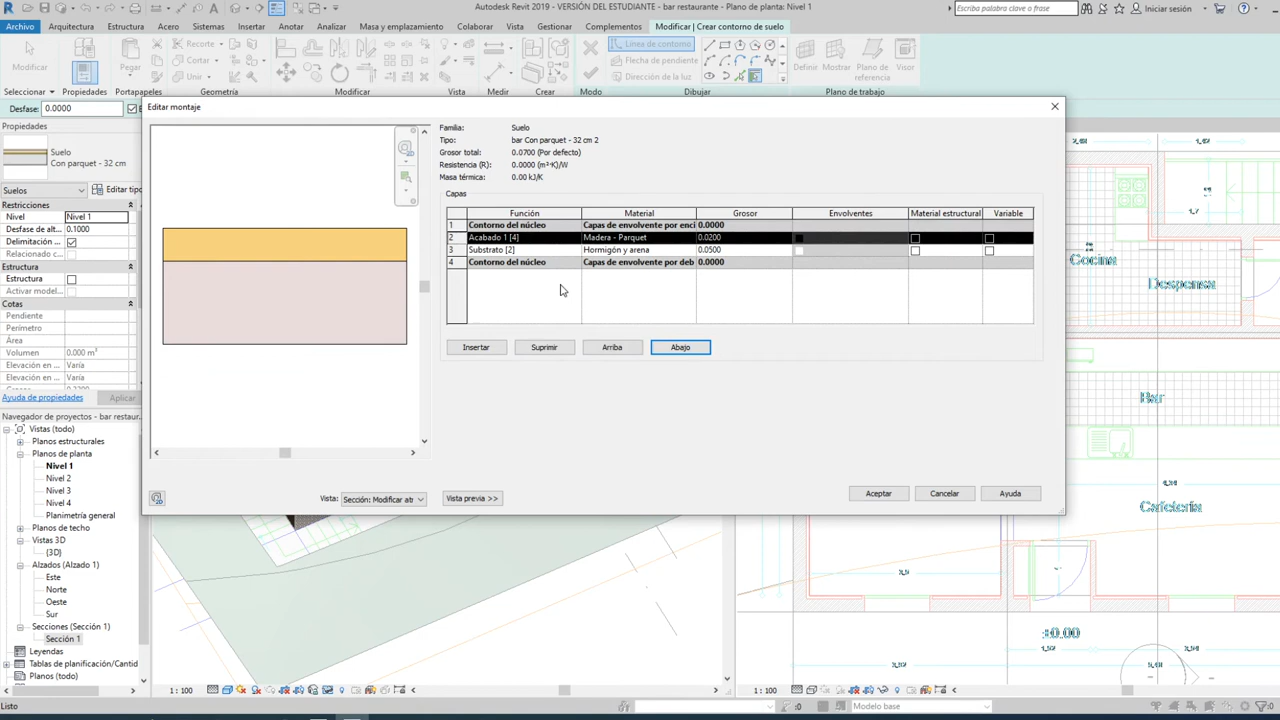 Autodesk Revit 2019 - VERSIÓN DEL ESTUDIANTE - bar restaurante - Plano de planta: Nivel 1
Escriba palabra clave o frase
Iniciar sesión
Archivo Arquitectura Estructura Acero Sistemas Insertar Anotar Analizar Masa y emplazamiento Colaborar Vista Gestionar Complementos Modificar | Crear contorno de suelo
Recorte
Cortar
Unir
Línea de contorno
Flecha de pendiente
Dirección de la luz
Modificar
Pegar
Definir Mostrar Plano de referencia Visor
Seleccionar Propiedades Portapapeles Geometría Modificar Vista Medir Crear Modo Dibujar Plano de trabajo
Desfase: 0.0000
Propiedades
Suelo
Con parquet - 32 cm
Suelos
Editar tipo
Restricciones
Nivel Nivel 1
Desfase de alt... 0.1000
Delimitación ...
Relacionado c...
Estructura
Estructura
Activar model...
Cotas
Pendiente
Perímetro
Área
Volumen 0.000 m³
Elevación en ... Varía
Elevación en ... Varía
Ayuda de propiedades
Aplicar
Navegador de proyectos - bar restaur...
Vistas (todo)
Planos estructurales
Planos de planta
Nivel 1
Nivel 2
Nivel 3
Nivel 4
Planimetría general
Planos de techo
Vistas 3D
{3D}
Alzados (Alzado 1)
Este
Norte
Oeste
Sur
Secciones (Sección 1)
Sección 1
Leyendas
Tablas de planificación/Cantid
Planos (todo)
Editar montaje
Familia: Suelo
Tipo: bar Con parquet - 32 cm 2
Grosor total: 0.0700 (Por defecto)
Resistencia (R): 0.0000 (m²·K)/W
Masa térmica: 0.00 kJ/K
Capas
Función Material Grosor Envolventes Material estructural Variable
1 Contorno del núcleo Capas de envolvente por enci 0.0000
2 Acabado 1 [4] Madera - Parquet 0.0200
3 Substrato [2] Hormigón y arena 0.0500
4 Contorno del núcleo Capas de envolvente por deb 0.0000
Insertar Suprimir Arriba Abajo
Vista: Sección: Modificar atr
Vista previa >>
Aceptar Cancelar Ayuda
Cocina
Despensa
Bar
Cafetería
±0.00
1 : 100
1 : 100
Listo
:0
Modelo base
:0